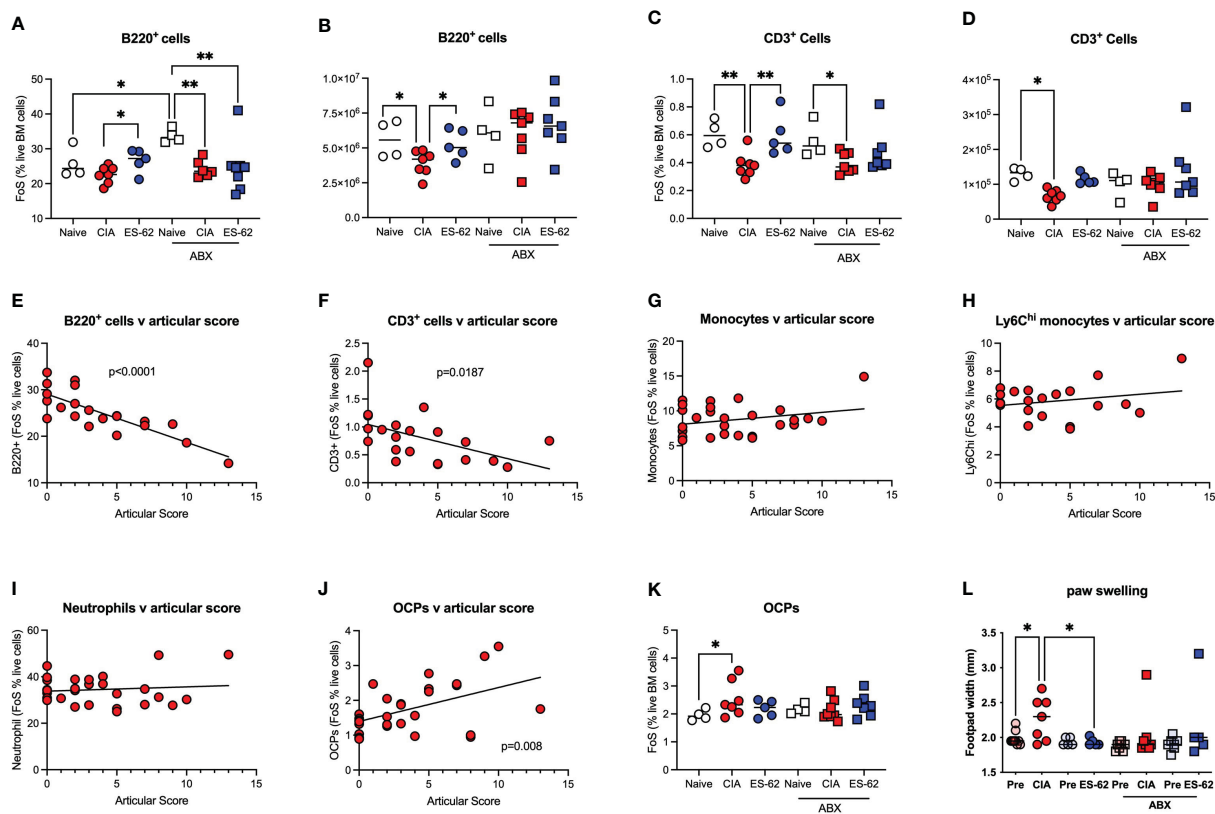 A
B220+ cells
FoS (% live BM cells)
50
40
30
20
10
*
*
**
**
Naive CIA ES-62 Naive CIA ES-62
ABX
B
B220+ cells
FoS (% live BM cells)
1.0×10⁷
7.5×10⁶
5.0×10⁶
2.5×10⁶
0.0
*
*
Naive CIA ES-62 Naive CIA ES-62
ABX
C
CD3+ Cells
FoS (% live BM cells)
1.0
0.8
0.6
0.4
0.2
0.0
**
**
*
Naive CIA ES-62 Naive CIA ES-62
ABX
D
CD3+ Cells
FoS (% live BM cells)
4×10⁵
3×10⁵
2×10⁵
1×10⁵
0
*
Naive CIA ES-62 Naive CIA ES-62
ABX
E
B220+ cells v articular score
B220+ (FoS % live cells)
40
30
20
10
p<0.0001
0 5 10 15
Articular Score
F
CD3+ cells v articular score
CD3+ (FoS % live cells)
2.5
2.0
1.5
1.0
0.5
0.0
p=0.0187
0 5 10 15
Articular Score
G
Monocytes v articular score
Monocytes (FoS % live cells)
20
15
10
5
0
0 5 10 15
Articular Score
H
Ly6Chi monocytes v articular score
Ly6Chi (FoS % live cells)
10
8
6
4
2
0
0 5 10 15
Articular Score
I
Neutrophils v articular score
Neutrophil (FoS % live cells)
60
40
20
0
0 5 10 15
Articular Score
J
OCPs v articular score
OCPs (FoS % live cells)
4
3
2
1
0
p=0.008
0 5 10 15
Articular Score
K
OCPs
FoS (% live BM cells)
5
4
3
2
1
0
*
Naive CIA ES-62 Naive CIA ES-62
ABX
L
paw swelling
Footpad width (mm)
3.5
3.0
2.5
2.0
1.5
*
*
Pre CIA Pre ES-62 Pre CIA Pre ES-62
ABX